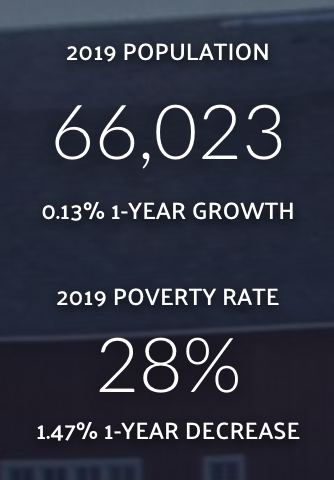 2019 POPULATION
66,023
0.13% 1-YEAR GROWTH
2019 POVERTY RATE
28%
1.47% 1-YEAR DECREASE